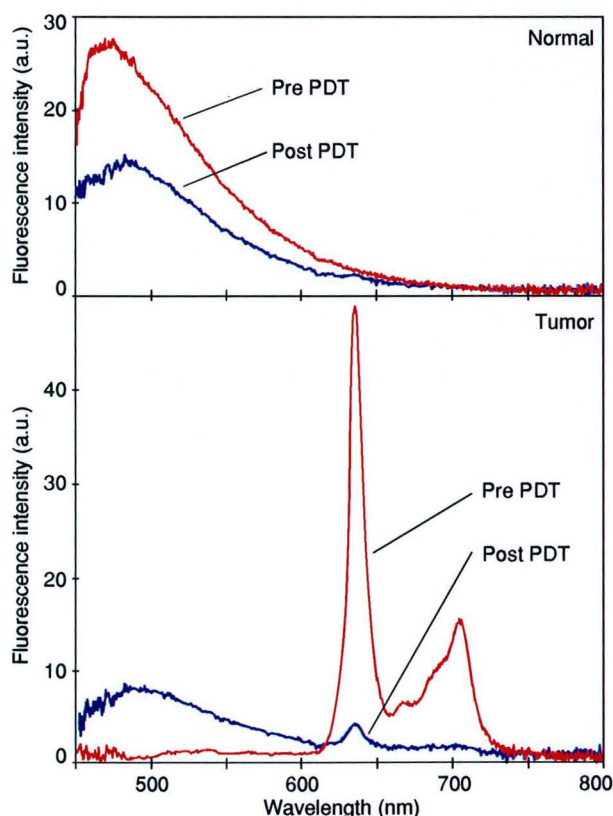 30
Normal
Fluorescence intensity (a.u.)
Pre PDT
20
Post PDT
10
0
Tumor
40
Fluorescence intensity (a.u.)
30
Pre PDT
Post PDT
20
10
0
500
600
700
800
Wavelength (nm)